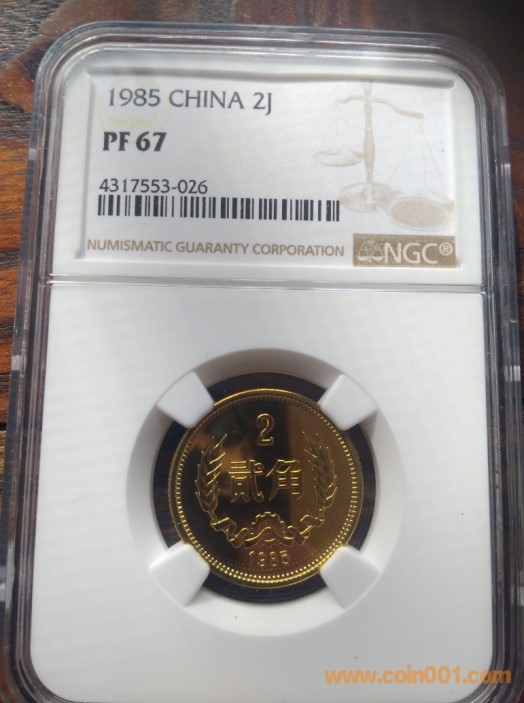 1985 CHINA 2J
PF 67
4317553-026
NUMISMATIC GUARANTY CORPORATION
NGC®
2
贰角
1985
www.coin001.com